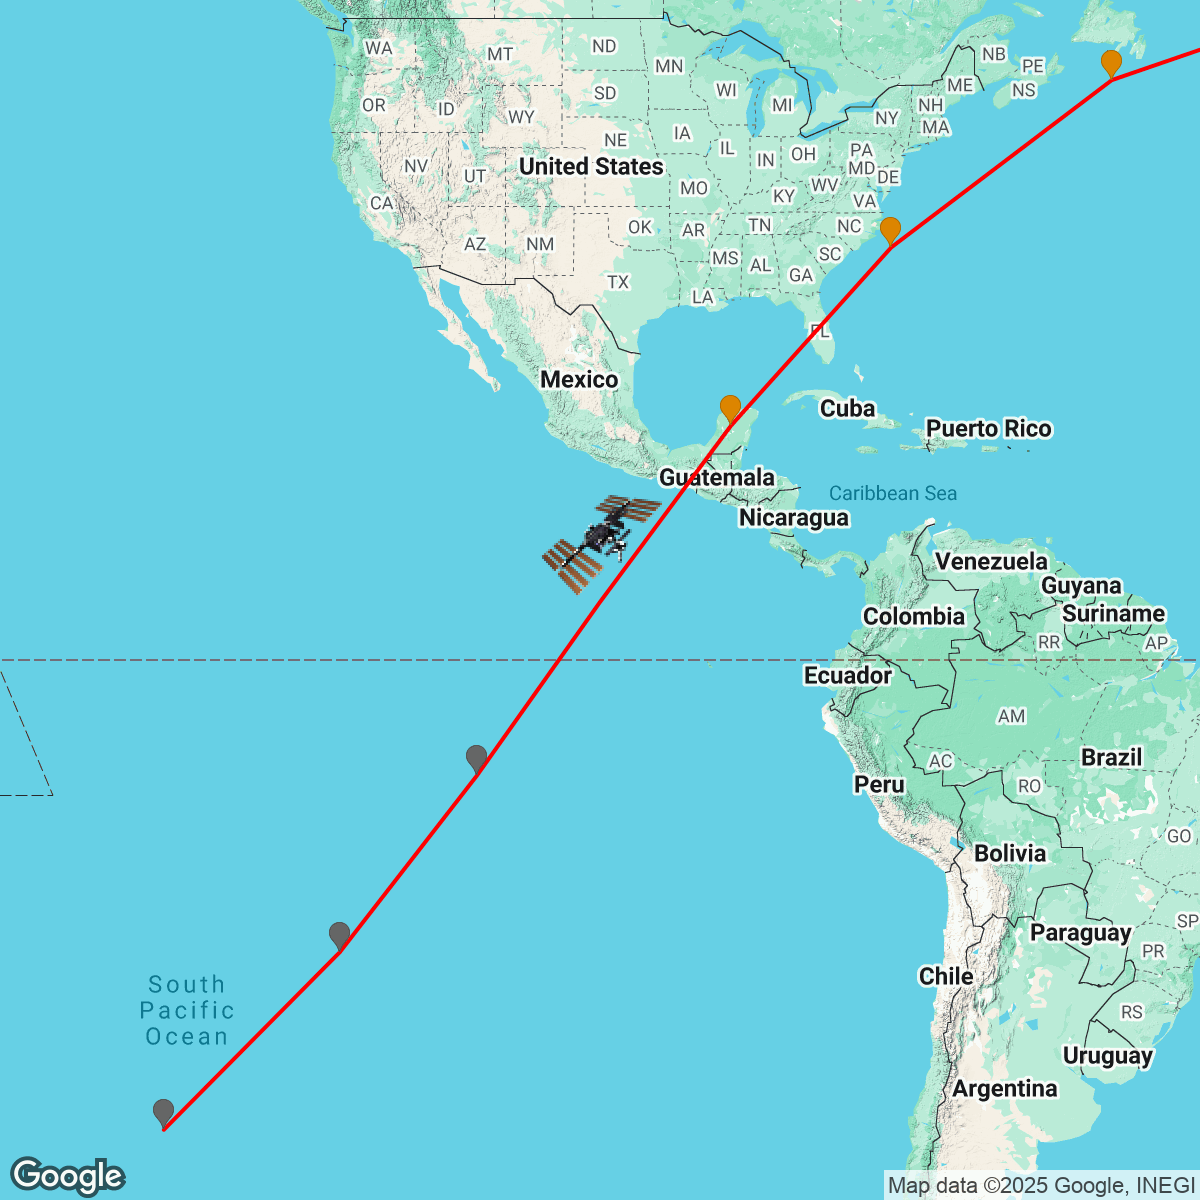 WA
MT
ND
MN
NB
PE
OR
ID
SD
WI
MI
ME
NS
WY
NY
NH
MA
NE
IA
NV
UT
United States
IL
IN
OH
PA
MD
DE
CA
MO
KY
WV
VA
AZ
NM
OK
AR
TN
NC
MS
AL
SC
GA
TX
LA
FL
Mexico
Cuba
Puerto Rico
Guatemala
Caribbean Sea
Nicaragua
Venezuela
Guyana
Colombia
Suriname
RR
AP
Ecuador
AM
AC
Brazil
Peru
RO
GO
Bolivia
SP
Paraguay
PR
Chile
South
Pacific
Ocean
RS
Uruguay
Argentina
Google
Map data ©2025 Google, INEGI